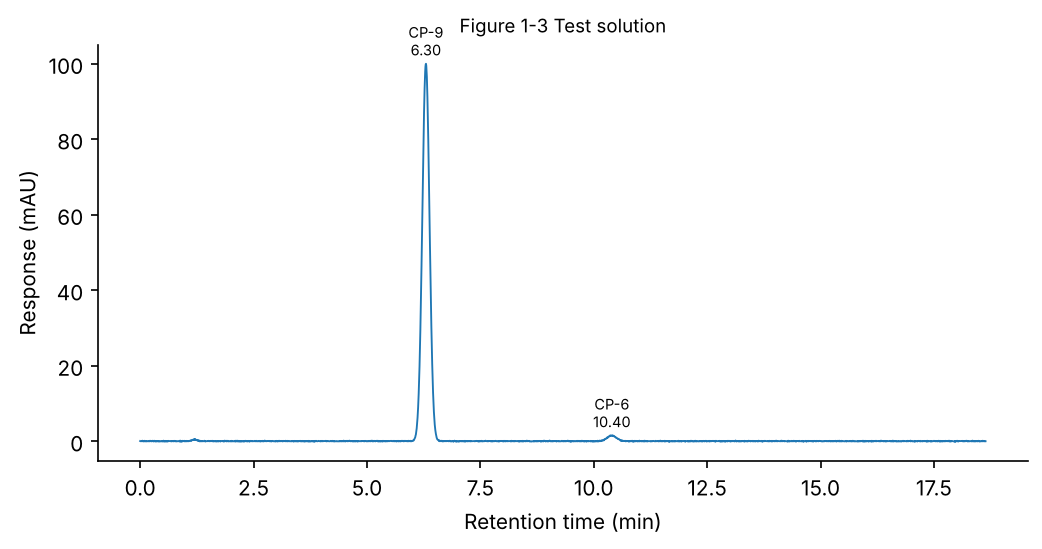 Figure 1-3 Test solution
CP-9
6.30
100
80
60
40
20
0
Response (mAU)
CP-6
10.40
0.0 2.5 5.0 7.5 10.0 12.5 15.0 17.5
Retention time (min)